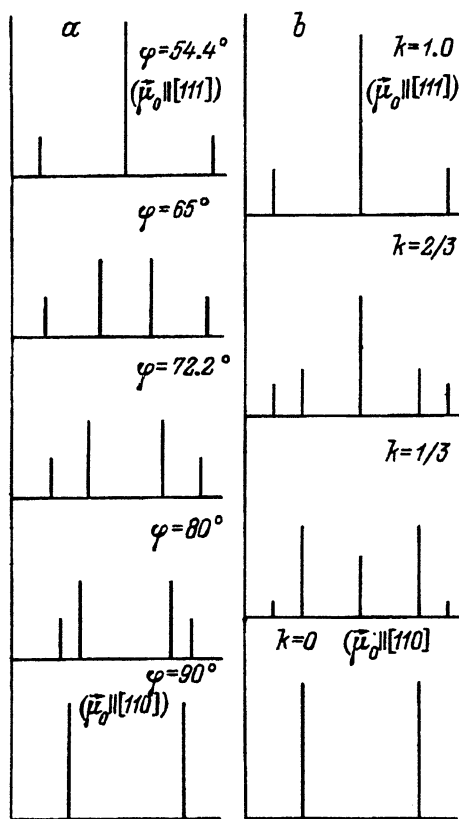 a
φ=54.4°
(μ⃗₀||[111])
φ=65°
φ=72.2°
φ=80°
φ=90°
(μ⃗₀||[110])
b
k=1.0
(μ⃗₀||[111])
k=2/3
k=1/3
k=0 (μ⃗₀||[110]